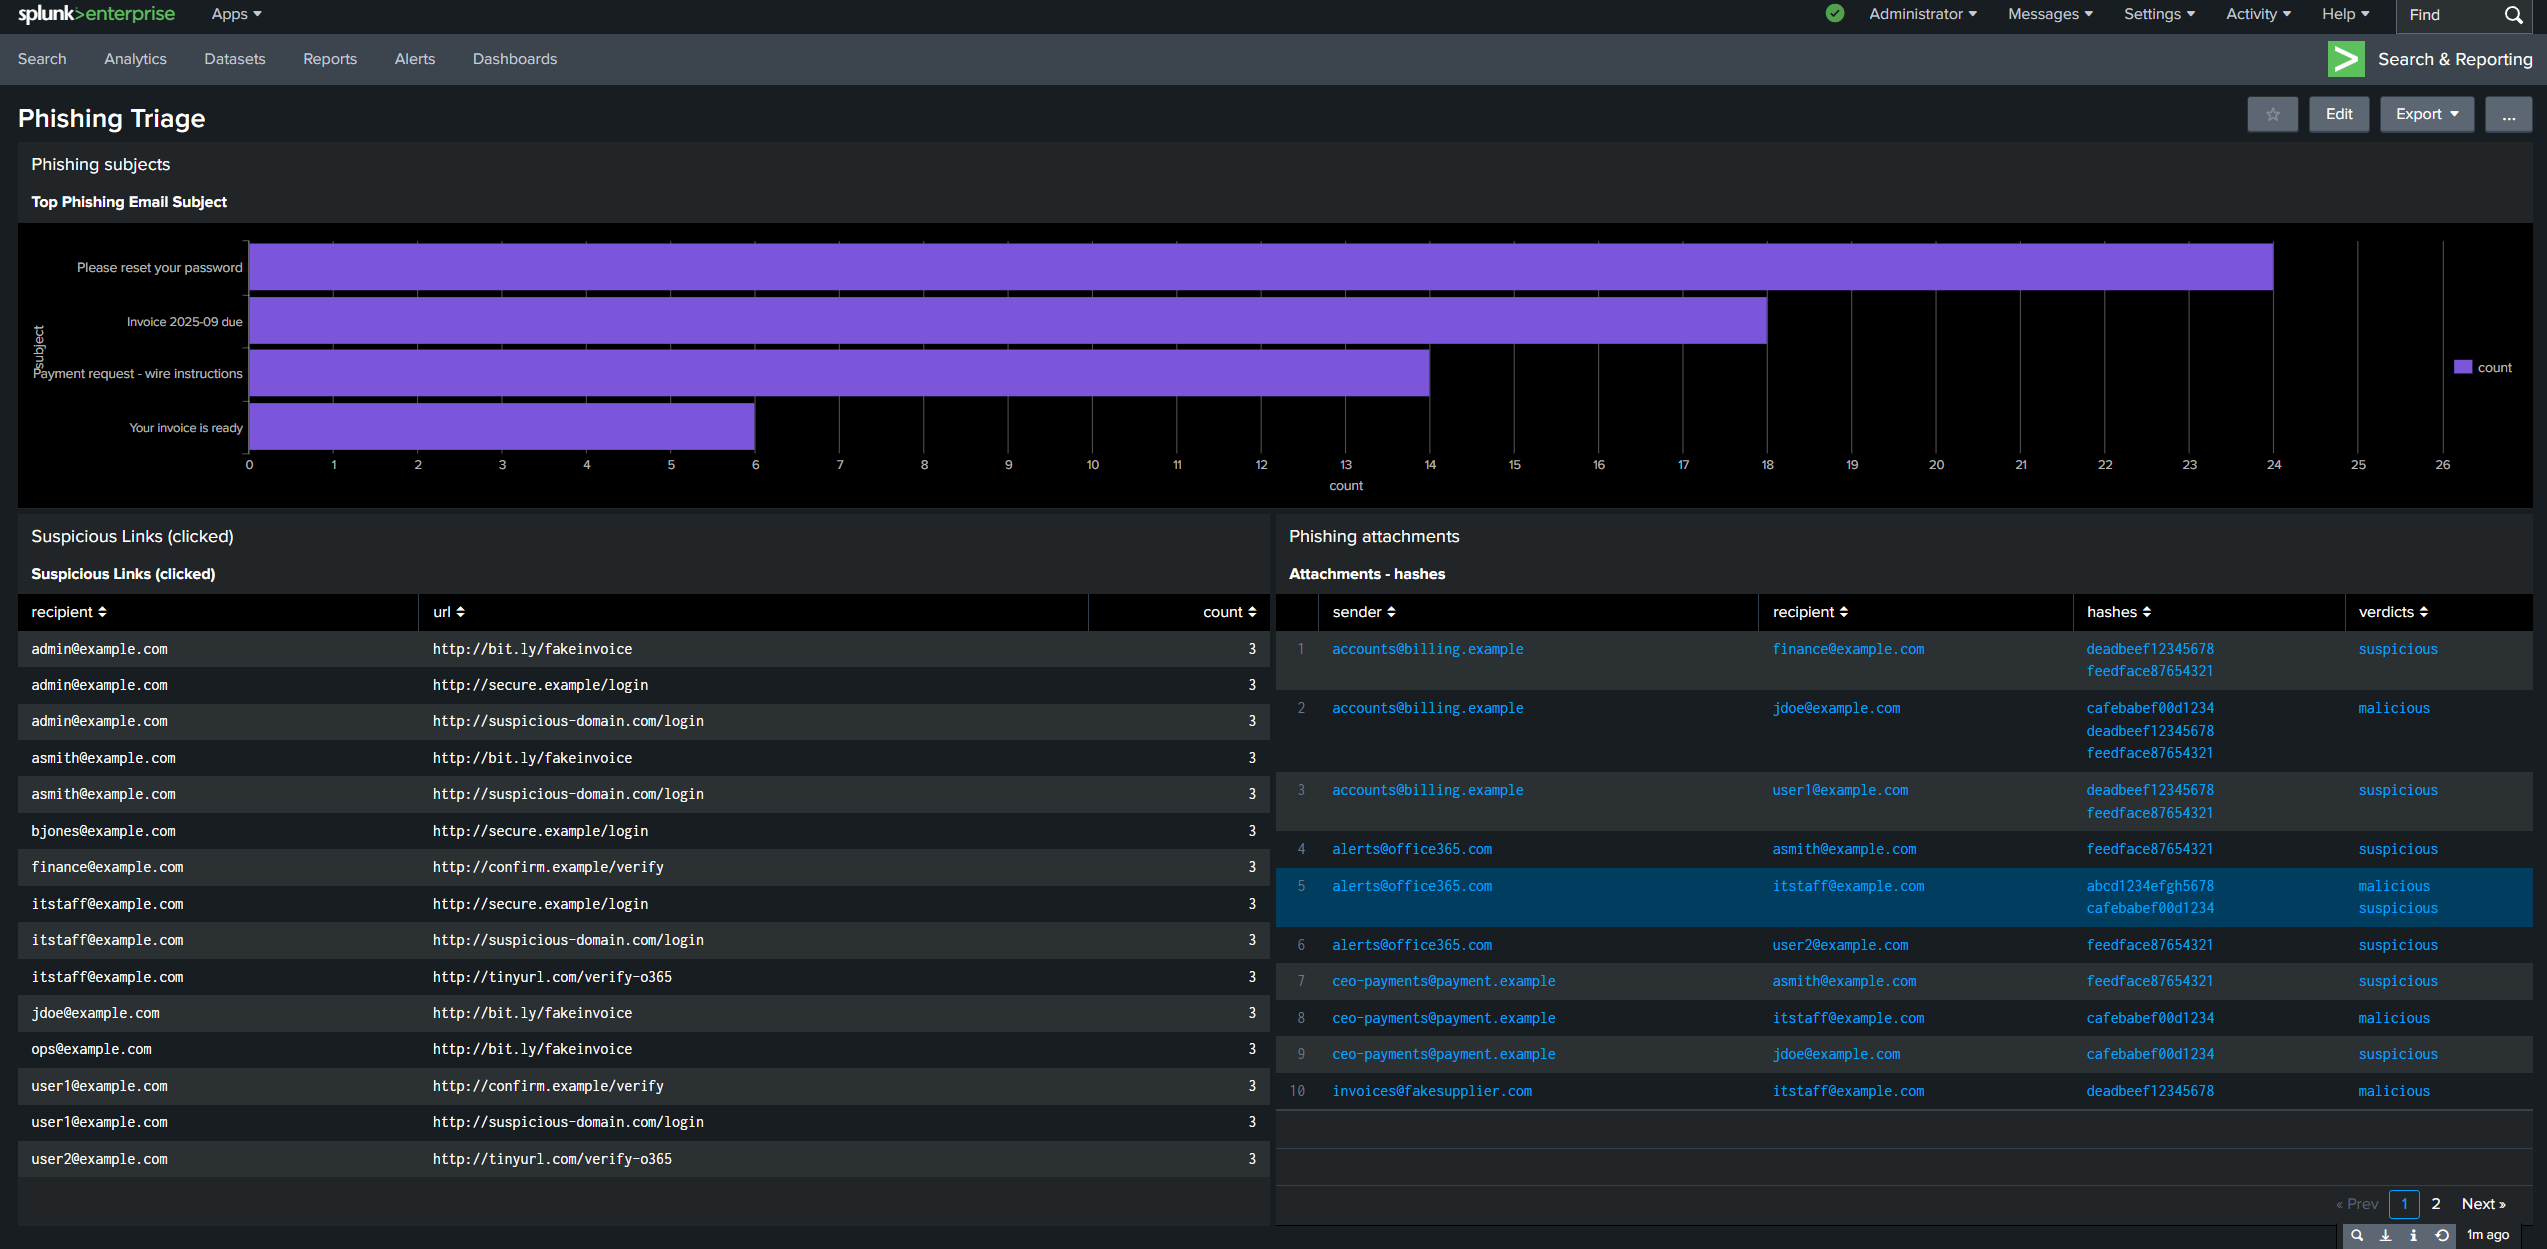 splunk>enterprise Apps Administrator Messages Settings Activity Help Find
Search Analytics Datasets Reports Alerts Dashboards Search & Reporting
Phishing Triage Edit Export ...
Phishing subjects
Top Phishing Email Subject
subject
Please reset your password
Invoice 2025-09 due
Payment request - wire instructions
Your invoice is ready
0 1 2 3 4 5 6 7 8 9 10 11 12 13 14 15 16 17 18 19 20 21 22 23 24 25 26
count
count
Suspicious Links (clicked)
Suspicious Links (clicked)
recipient url count
admin@example.com http://bit.ly/fakeinvoice 3
admin@example.com http://secure.example/login 3
admin@example.com http://suspicious-domain.com/login 3
asmith@example.com http://bit.ly/fakeinvoice 3
asmith@example.com http://suspicious-domain.com/login 3
bjones@example.com http://secure.example/login 3
finance@example.com http://confirm.example/verify 3
itstaff@example.com http://secure.example/login 3
itstaff@example.com http://suspicious-domain.com/login 3
itstaff@example.com http://tinyurl.com/verify-o365 3
jdoe@example.com http://bit.ly/fakeinvoice 3
ops@example.com http://bit.ly/fakeinvoice 3
user1@example.com http://confirm.example/verify 3
user1@example.com http://suspicious-domain.com/login 3
user2@example.com http://tinyurl.com/verify-o365 3
Phishing attachments
Attachments - hashes
sender recipient hashes verdicts
1 accounts@billing.example finance@example.com deadbeef12345678 suspicious
feedface87654321
2 accounts@billing.example jdoe@example.com cafebabef00d1234 malicious
deadbeef12345678
feedface87654321
3 accounts@billing.example user1@example.com deadbeef12345678 suspicious
feedface87654321
4 alerts@office365.com asmith@example.com feedface87654321 suspicious
5 alerts@office365.com itstaff@example.com abcd1234efgh5678 malicious
cafebabef00d1234 suspicious
6 alerts@office365.com user2@example.com feedface87654321 suspicious
7 ceo-payments@payment.example asmith@example.com feedface87654321 suspicious
8 ceo-payments@payment.example itstaff@example.com cafebabef00d1234 malicious
9 ceo-payments@payment.example jdoe@example.com cafebabef00d1234 suspicious
10 invoices@fakesupplier.com itstaff@example.com deadbeef12345678 malicious
« Prev 1 2 Next »
1m ago